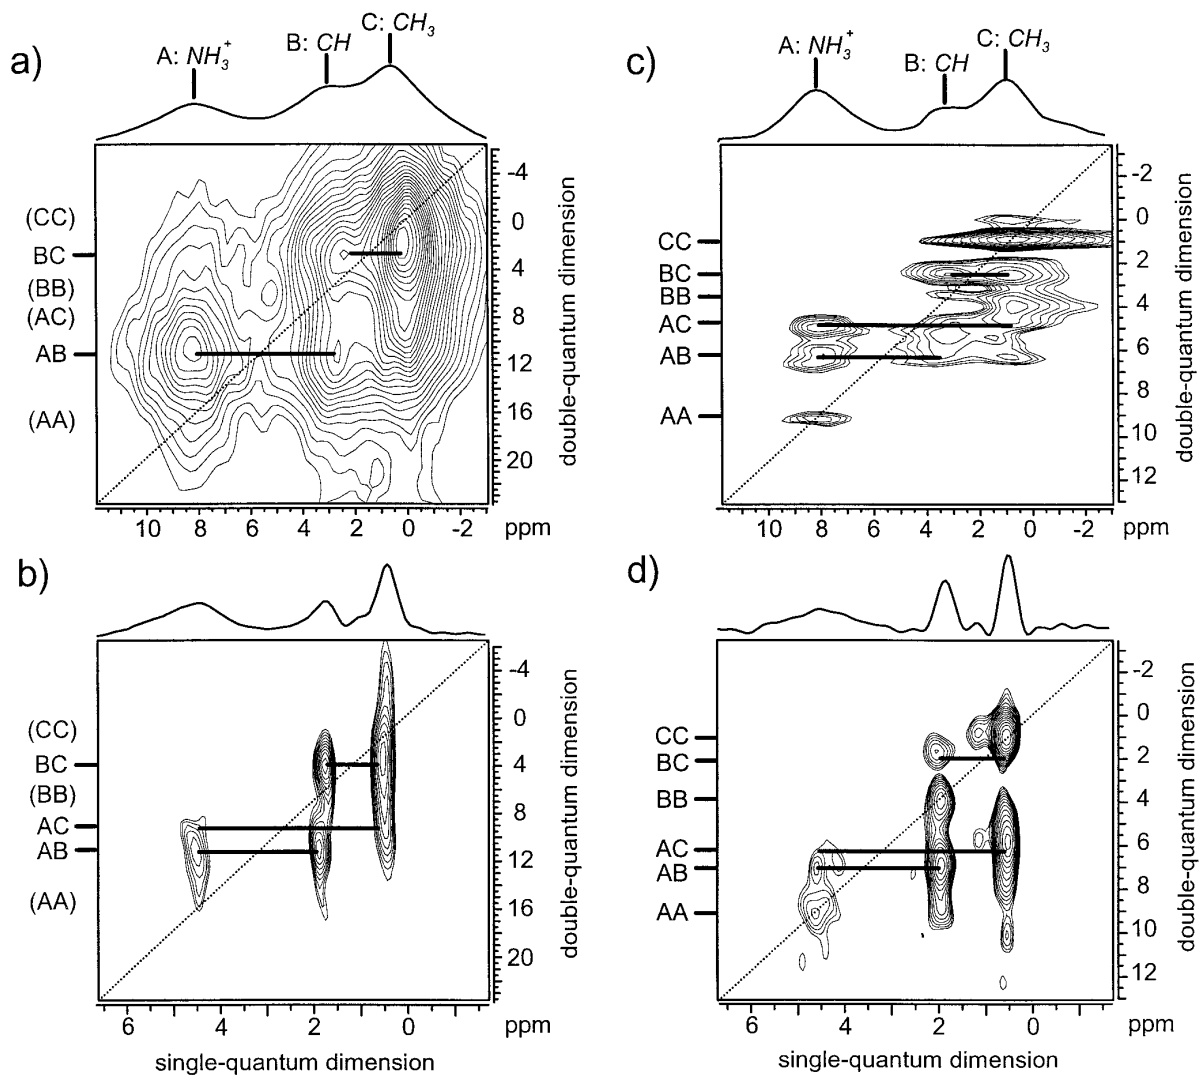 a)
A: NH3+
B: CH
C: CH3
(CC)
BC
(BB)
(AC)
AB
(AA)
-4
0
4
8
12
16
20
double-quantum dimension
10 8 6 4 2 0 -2 ppm
c)
A: NH3+
B: CH
C: CH3
CC
BC
BB
AC
AB
AA
-2
0
2
4
6
8
10
12
double-quantum dimension
10 8 6 4 2 0 -2 ppm
b)
(CC)
BC
(BB)
AC
AB
(AA)
-4
0
4
8
12
16
20
double-quantum dimension
6 4 2 0 ppm
single-quantum dimension
d)
CC
BC
BB
AC
AB
AA
-2
0
2
4
6
8
10
12
double-quantum dimension
6 4 2 0 ppm
single-quantum dimension